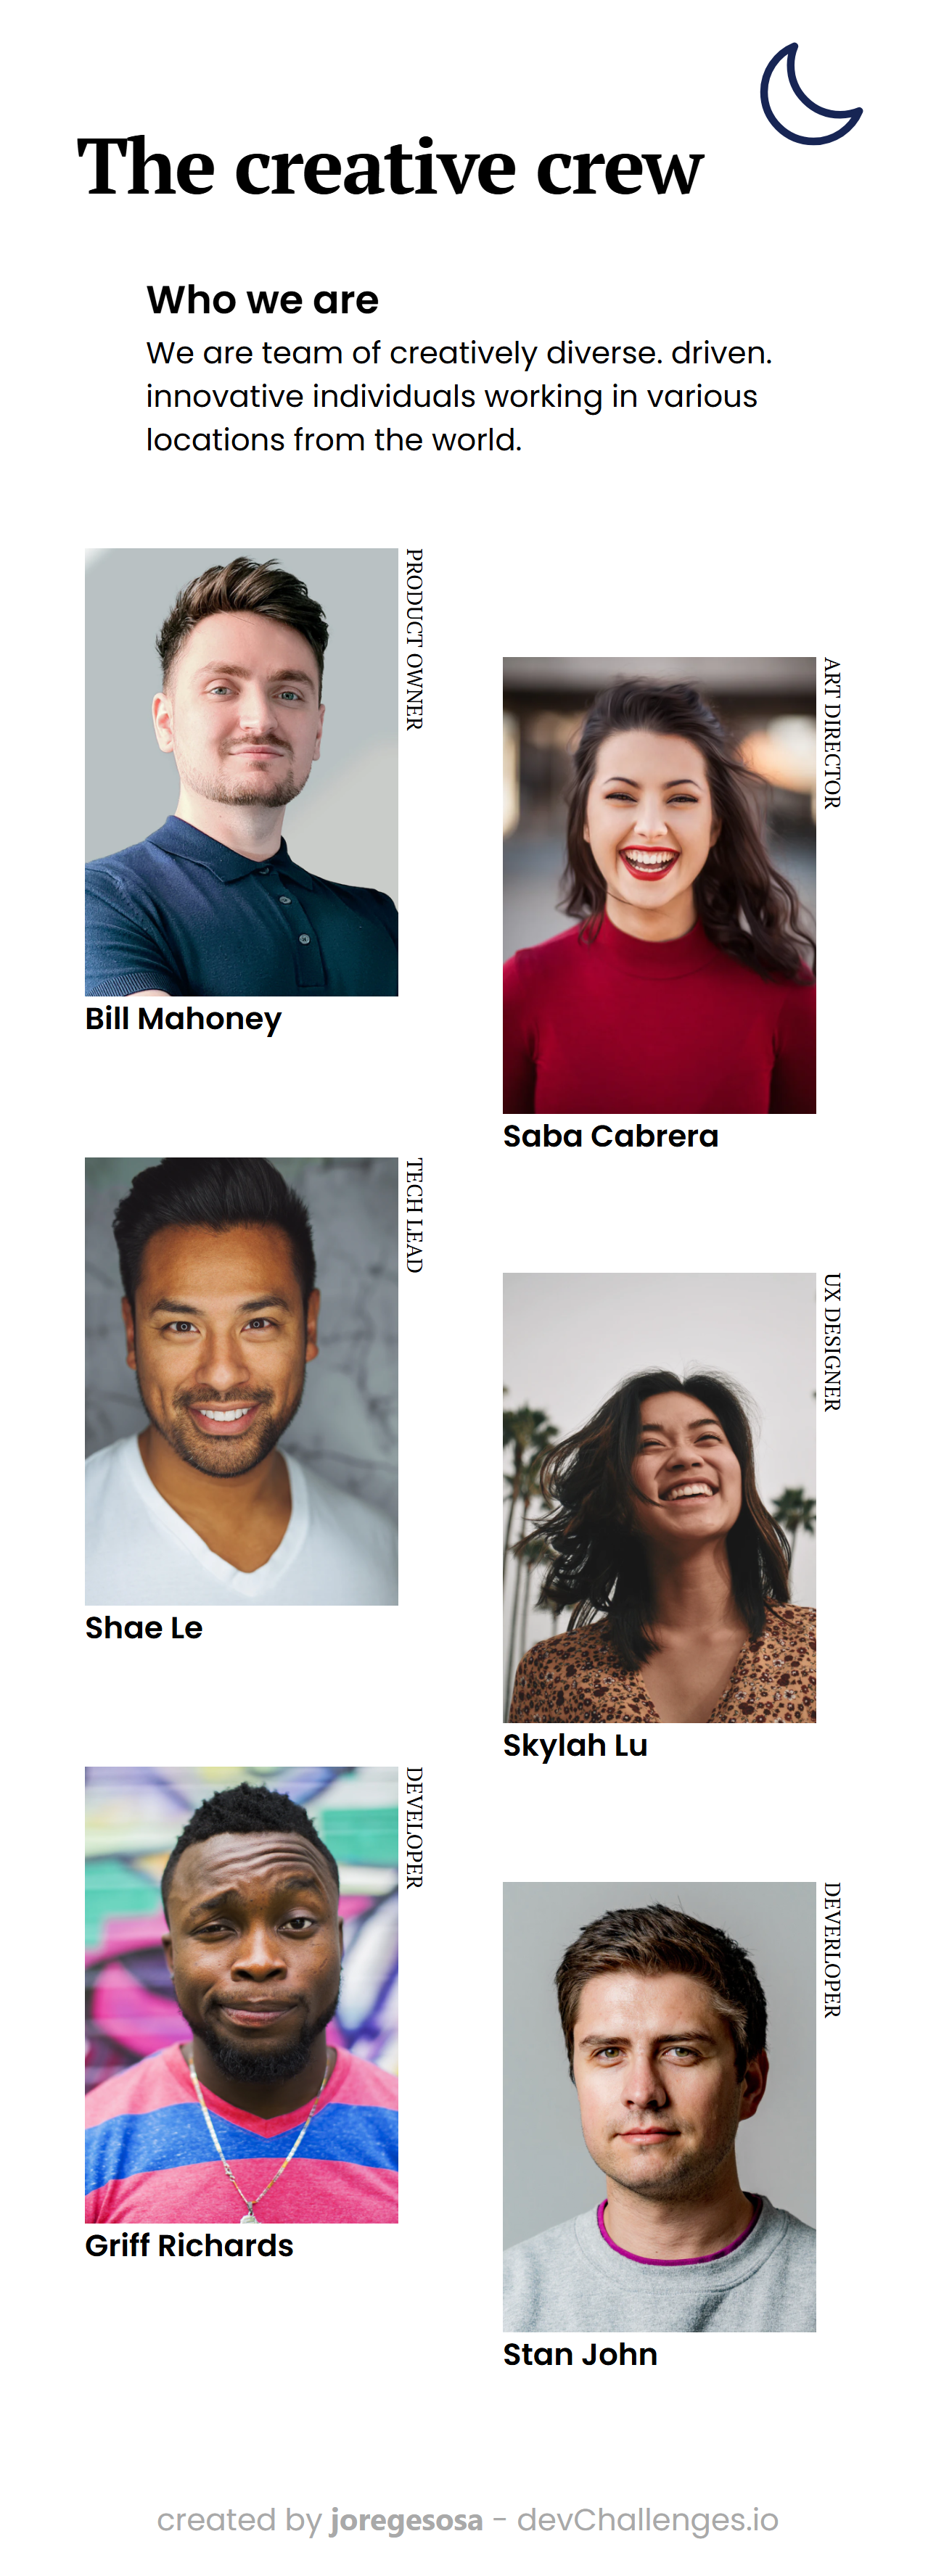 The creative crew
Who we are
We are team of creatively diverse. driven.
innovative individuals working in various
locations from the world.
PRODUCT OWNER
Bill Mahoney
ART DIRECTOR
Saba Cabrera
TECH LEAD
Shae Le
UX DESIGNER
Skylah Lu
DEVELOPER
Griff Richards
DEVERLOPER
Stan John
created by joregesosa - devChallenges.io